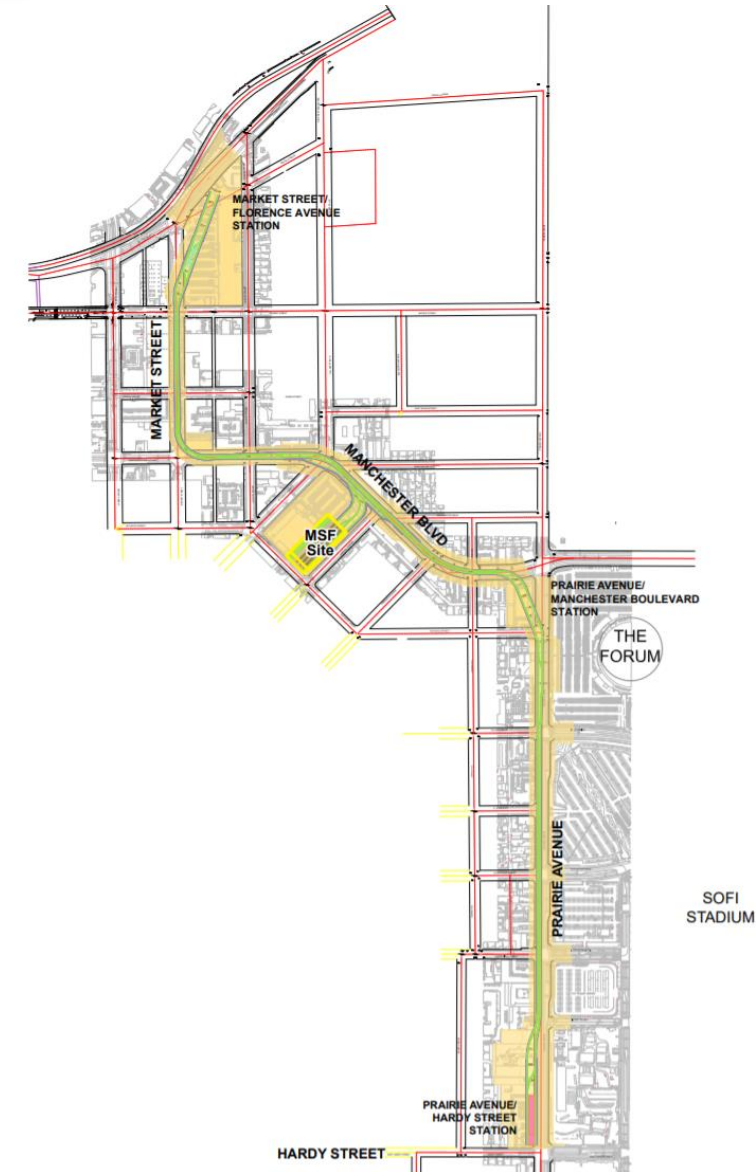 MARKET STREET/
FLORENCE AVENUE
STATION
MARKET STREET
MANCHESTER BLVD
MSF
Site
PRAIRIE AVENUE/
MANCHESTER BOULEVARD
STATION
THE
FORUM
PRAIRIE AVENUE
SOFI
STADIUM
PRAIRIE AVENUE/
HARDY STREET
STATION
HARDY STREET